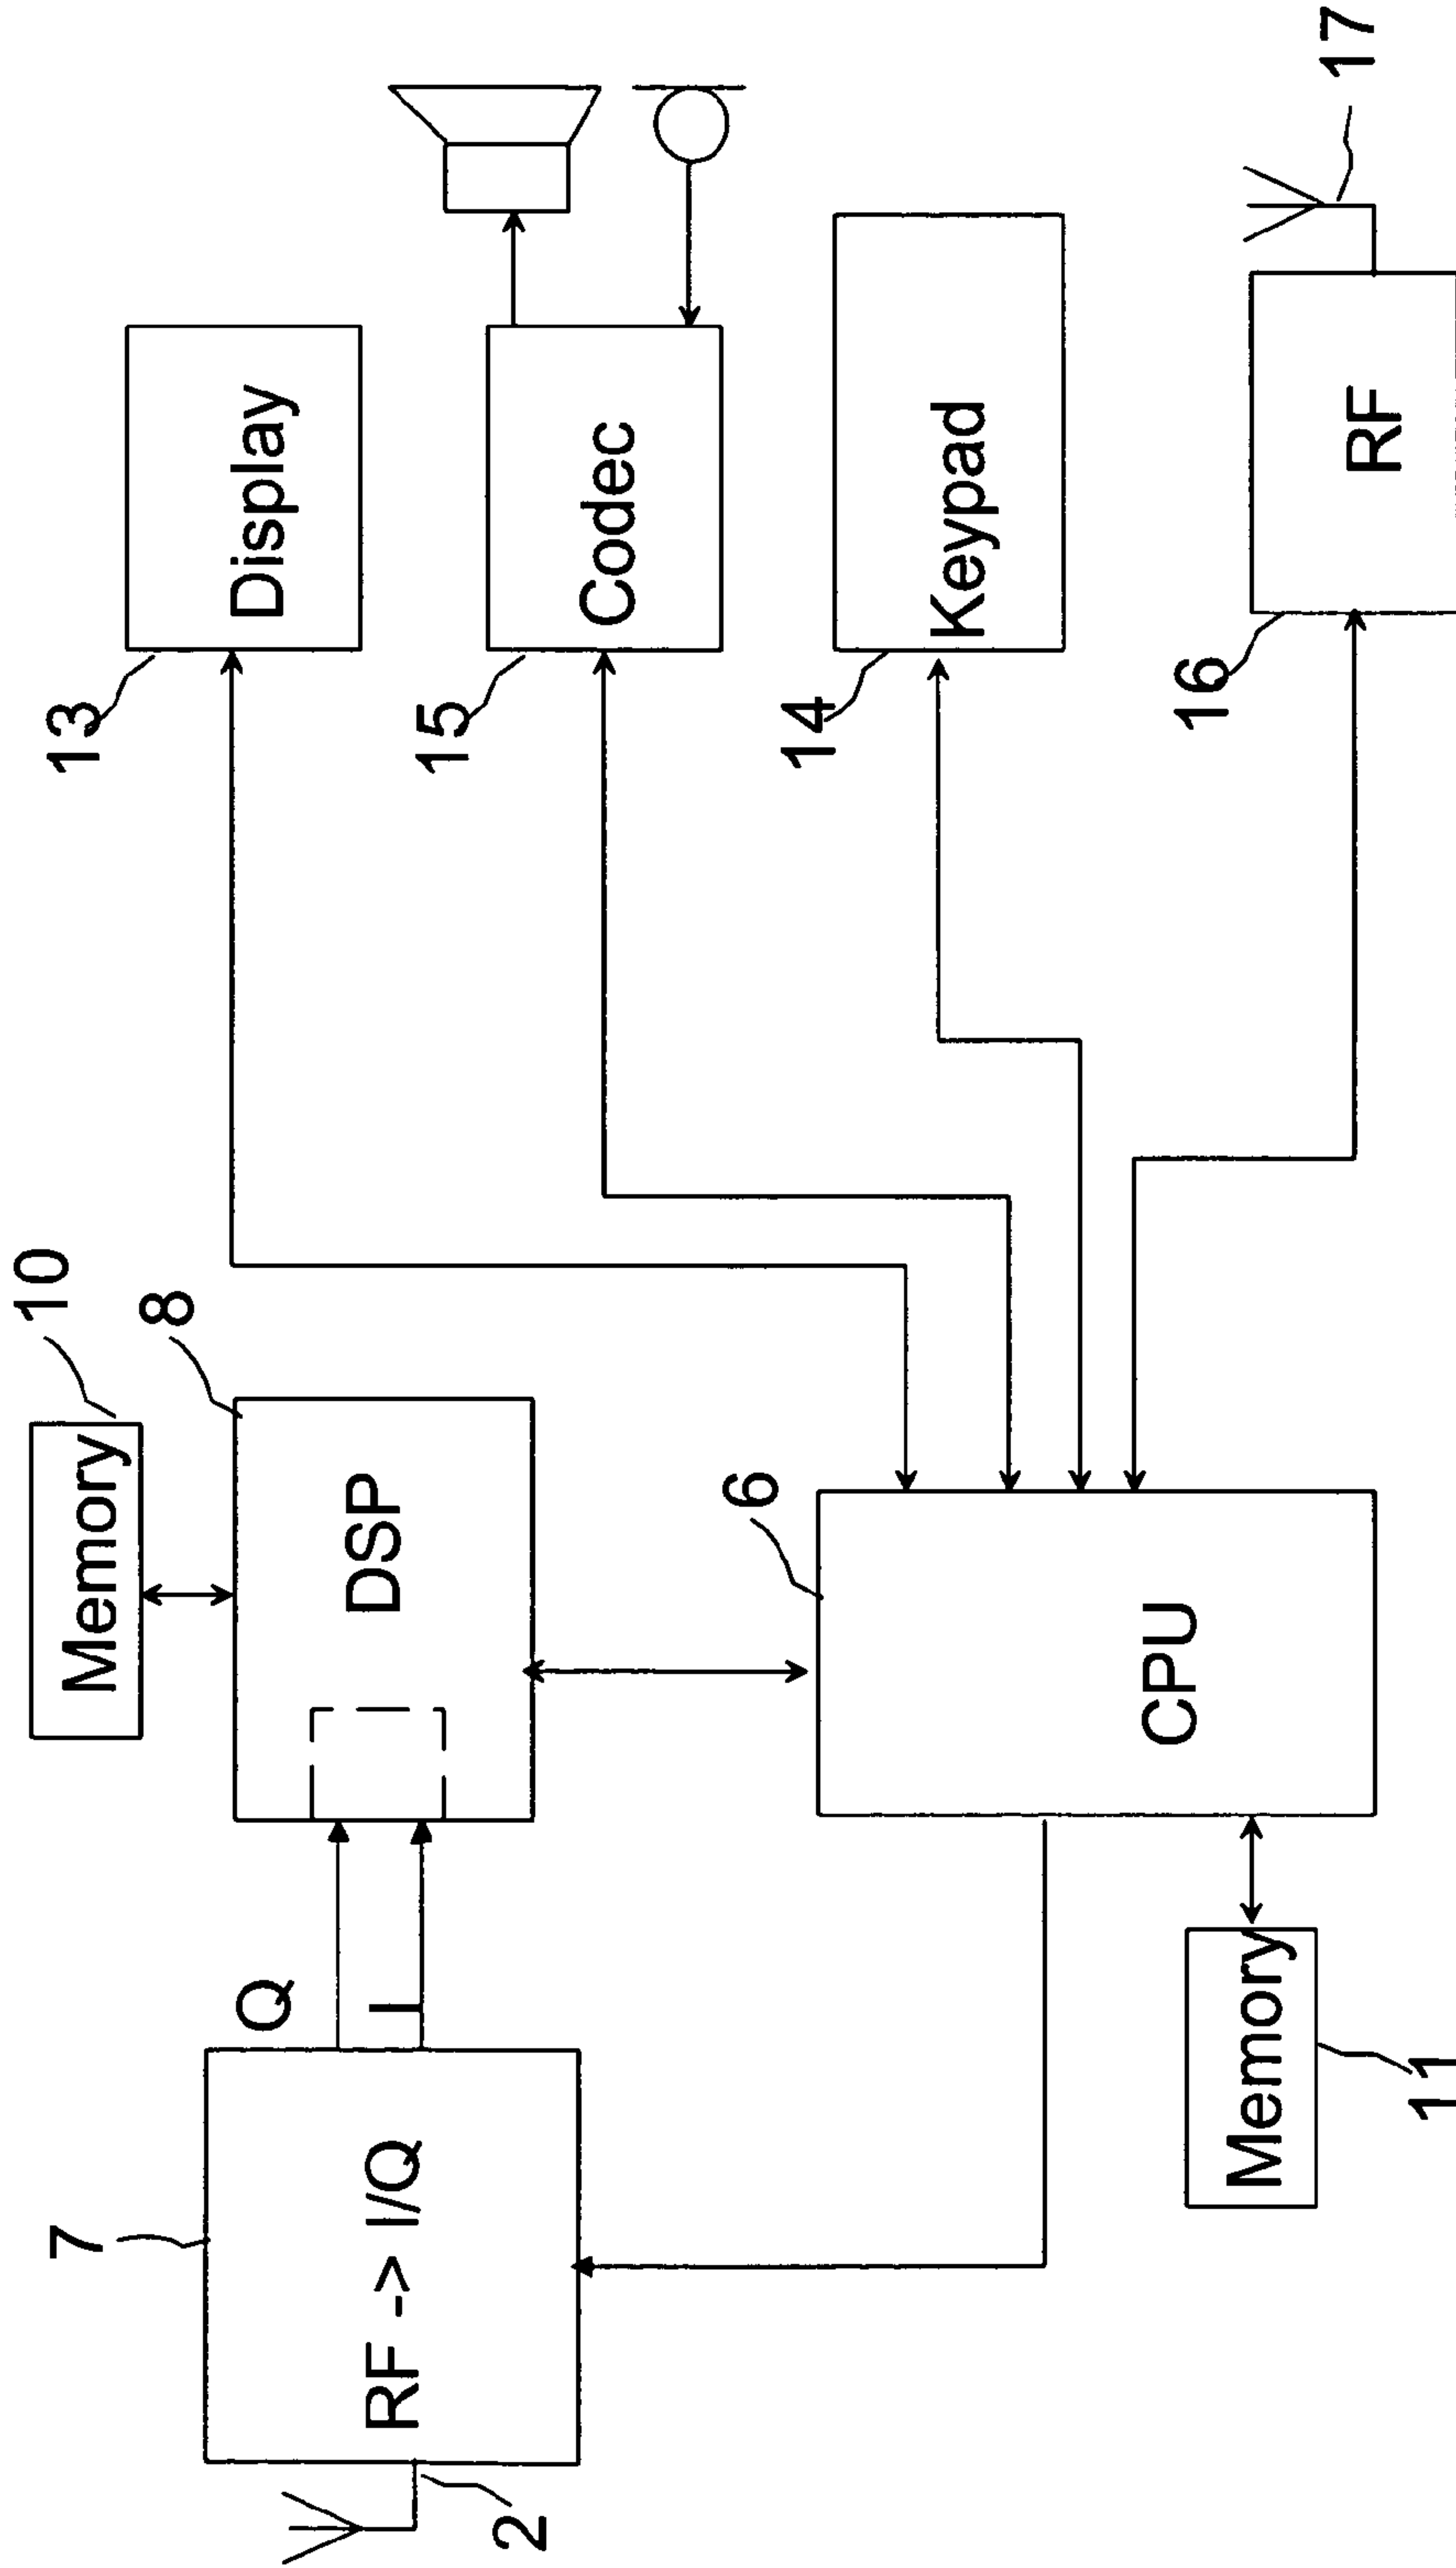 10
7
13
Memory
8
Q
Display
RF -> I/Q
I
DSP
15
2
Codec
6
14
Keypad
CPU
16
Memory
17
RF
11